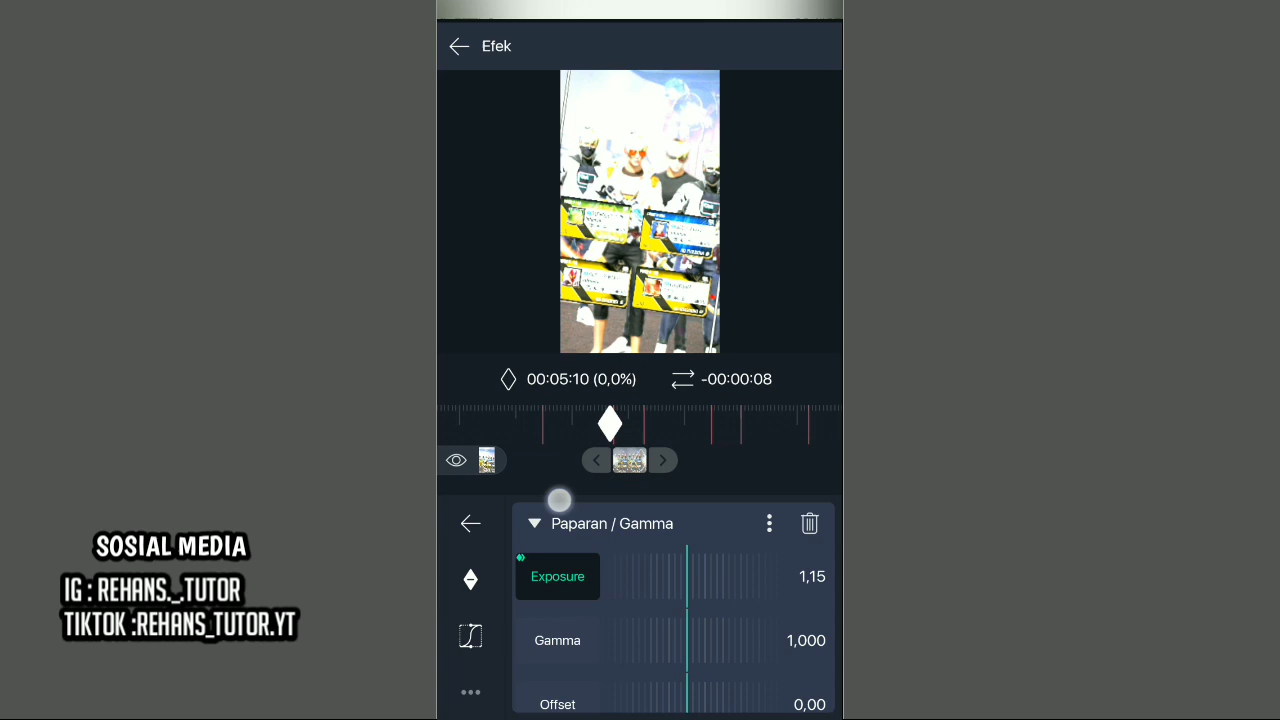 Efek
00:05:10 (0,0%)
-00:00:08
Paparan / Gamma
Exposure
1,15
Gamma
1,000
Offset
0,00
SOSIAL MEDIA
IG : REHANS._.TUTOR
TIKTOK :REHANS_TUTOR.YT